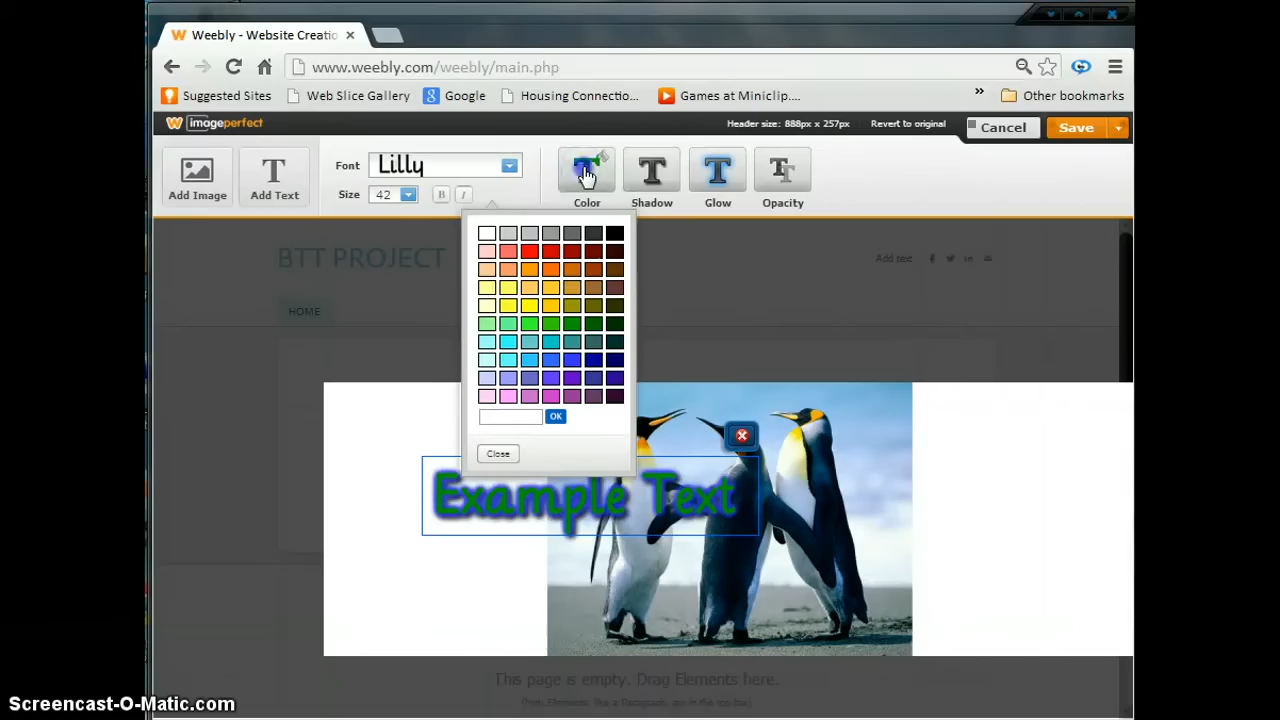 Weebly - Website Creatio
www.weebly.com/weebly/main.php
Suggested Sites Web Slice Gallery Google Housing Connectio... Games at Miniclip.... » Other bookmarks
imageperfect Header size: 888px x 257px Revert to original Cancel Save
Add Image Add Text Font Lilly
Size 42 B I
Color Shadow Glow Opacity
BTT PROJECT Add text
HOME
OK
Close
Example Text
This page is empty. Drag Elements here.
Screencast-O-Matic.com